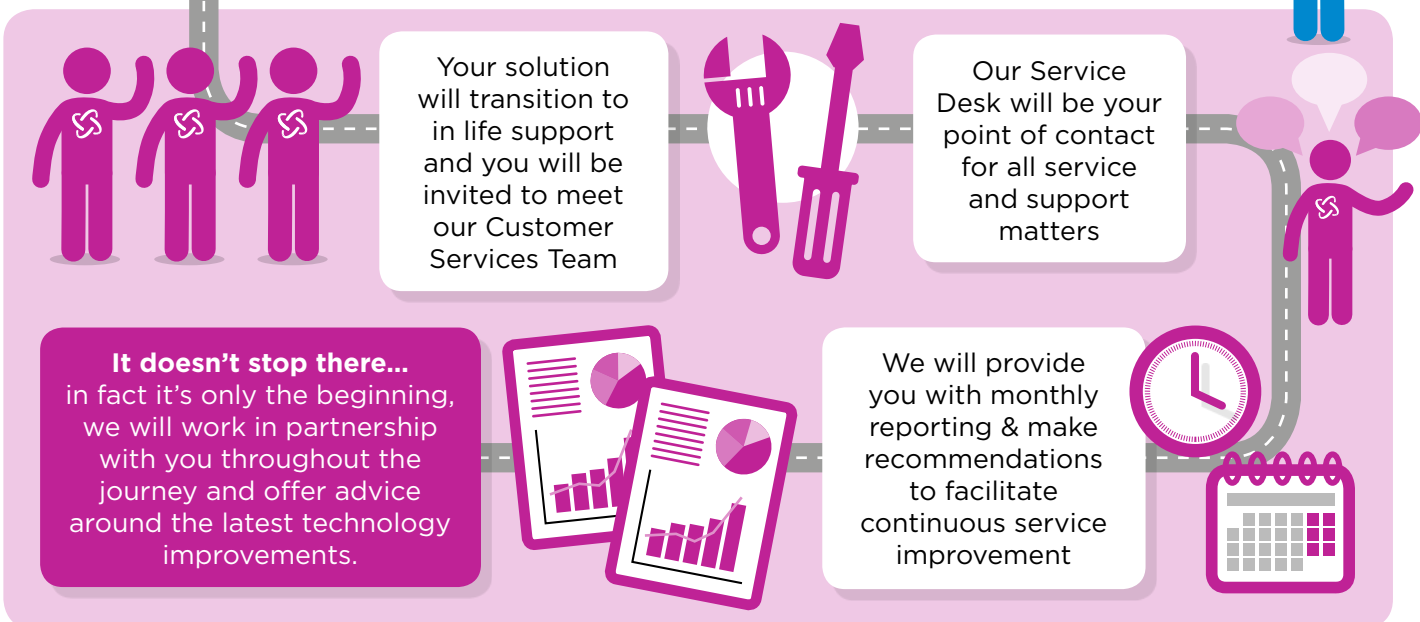 Your solution
will transition to
in life support
and you will be
invited to meet
our Customer
Services Team
Our Service
Desk will be your
point of contact
for all service
and support
matters
We will provide
you with monthly
reporting & make
recommendations
to facilitate
continuous service
improvement
It doesn’t stop there...
in fact it’s only the beginning,
we will work in partnership
with you throughout the
journey and offer advice
around the latest technology
improvements.